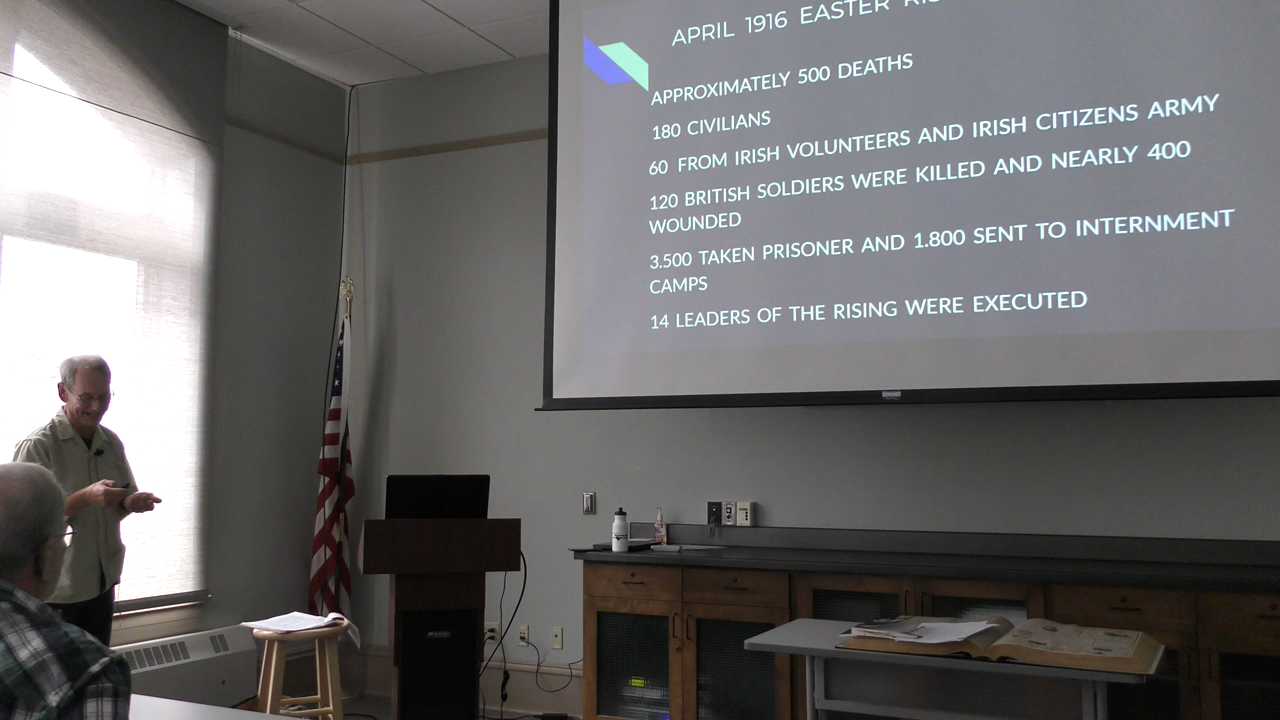 APRIL 1916 EASTER
APPROXIMATELY 500 DEATHS
180 CIVILIANS
60 FROM IRISH VOLUNTEERS AND IRISH CITIZENS ARMY
120 BRITISH SOLDIERS WERE KILLED AND NEARLY 400
WOUNDED
3.500 TAKEN PRISONER AND 1.800 SENT TO INTERNMENT
CAMPS
14 LEADERS OF THE RISING WERE EXECUTED